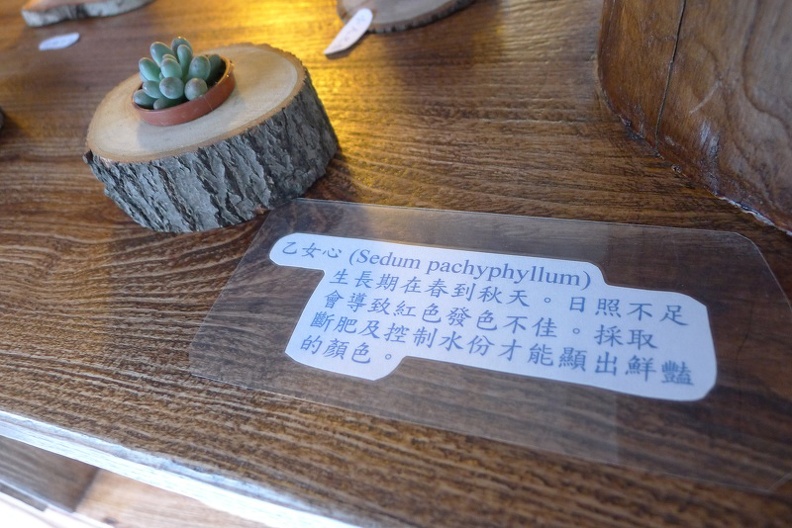 乙女心 (Sedum pachyphyllum)
生長期在春到秋天。日照不足
會導致紅色發色不佳。採取
斷肥及控制水份才能顯出鮮豔
的顏色。